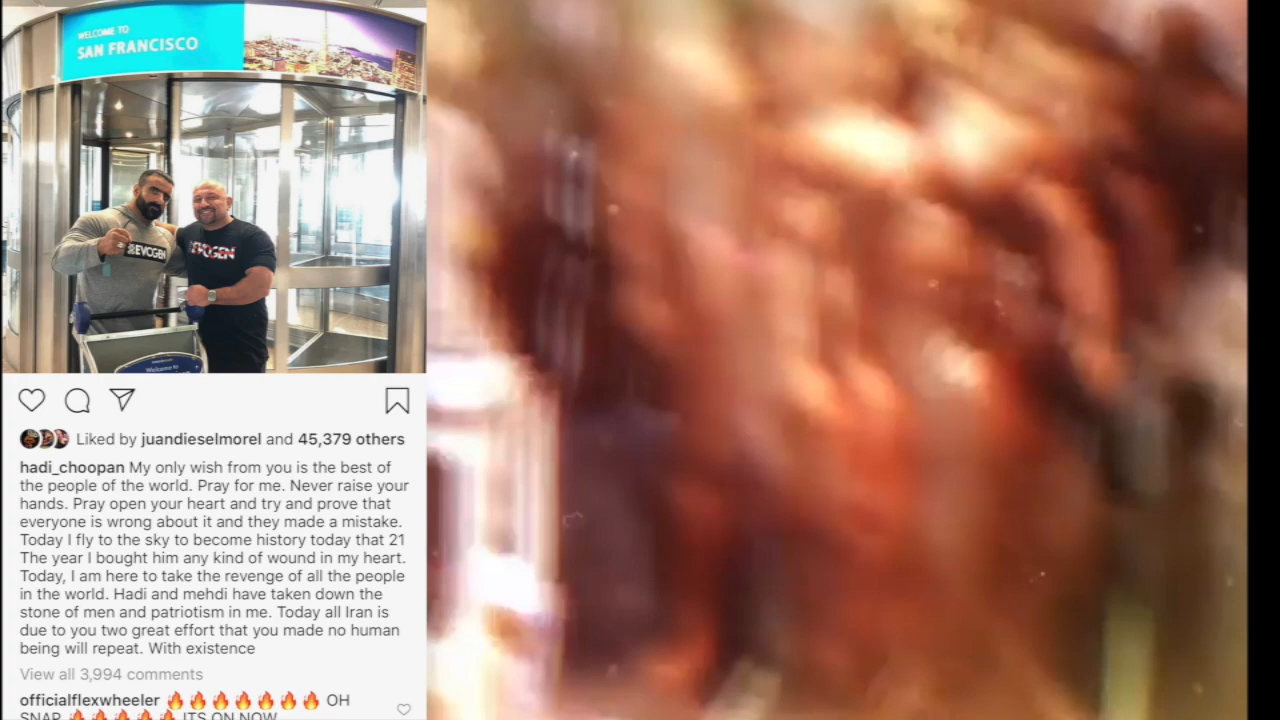 WELCOME TO
SAN FRANCISCO
EVOGEN
EVOGEN
Welcome to
Liked by juandieselmorel and 45,379 others
hadi_choopan My only wish from you is the best of
the people of the world. Pray for me. Never raise your
hands. Pray open your heart and try and prove that
everyone is wrong about it and they made a mistake.
Today I fly to the sky to become history today that 21
The year I bought him any kind of wound in my heart.
Today, I am here to take the revenge of all the people
in the world. Hadi and mehdi have taken down the
stone of men and patriotism in me. Today all Iran is
due to you two great effort that you made no human
being will repeat. With existence
View all 3,994 comments
officialflexwheeler 🔥🔥🔥🔥🔥🔥🔥 OH
SNAP 🔥🔥🔥🔥🔥 ITS ON NOW